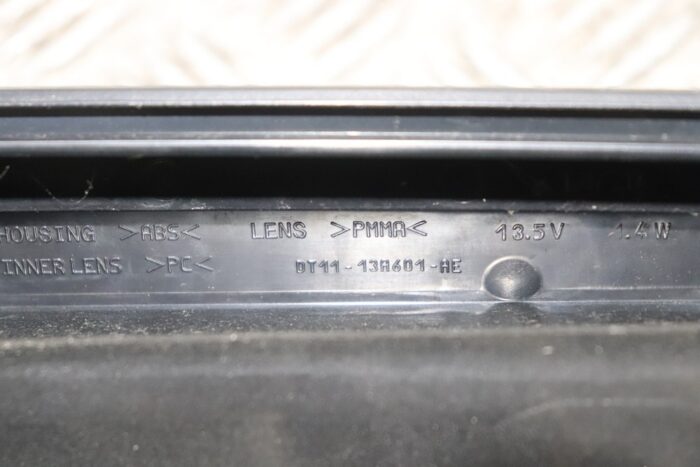 HOUSING >ABS< LENS >PMMA< 13.5V 1.4W
INNER LENS >PC< DT11-13A601-AE